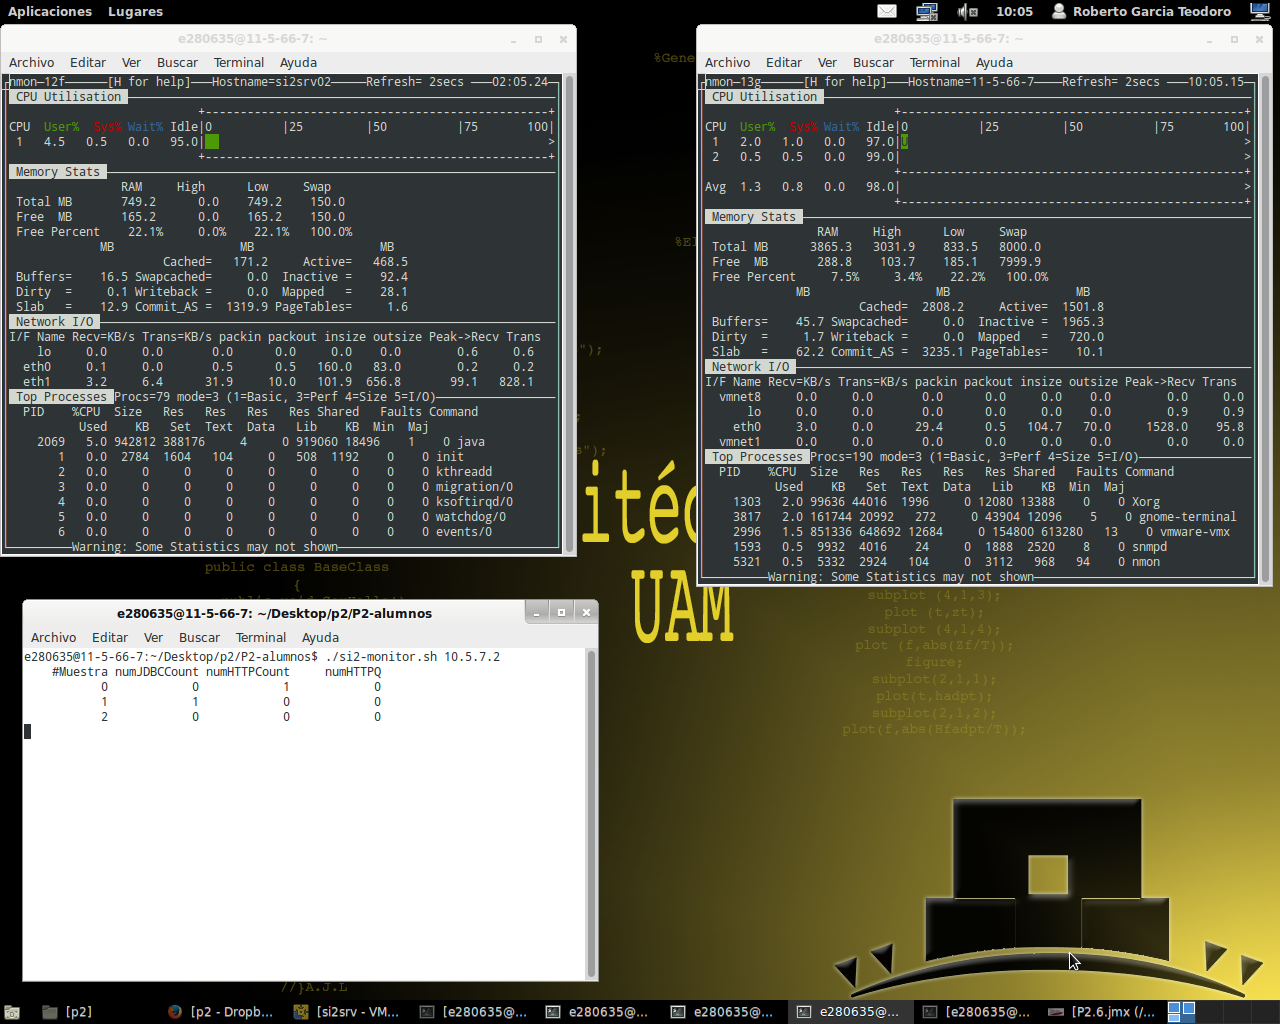 Aplicaciones Lugares 10:05 Roberto Garcia Teodoro
e280635@11-5-66-7: ~
Archivo Editar Ver Buscar Terminal Ayuda
nmon—12f [H for help] Hostname=si2srv02 Refresh= 2secs 02:05.24
CPU Utilisation
+-------------------------------------------------+
CPU User% Sys% Wait% Idle|0 |25 |50 |75 100|
1 4.5 0.5 0.0 95.0| >
+-------------------------------------------------+
Memory Stats
RAM High Low Swap
Total MB 749.2 0.0 749.2 150.0
Free MB 165.2 0.0 165.2 150.0
Free Percent 22.1% 0.0% 22.1% 100.0%
MB MB MB
Cached= 171.2 Active= 468.5
Buffers= 16.5 Swapcached= 0.0 Inactive = 92.4
Dirty = 0.1 Writeback = 0.0 Mapped = 28.1
Slab = 12.9 Commit_AS = 1319.9 PageTables= 1.6
Network I/O
I/F Name Recv=KB/s Trans=KB/s packin packout insize outsize Peak->Recv Trans
lo 0.0 0.0 0.0 0.0 0.0 0.0 0.6 0.6
eth0 0.1 0.0 0.5 0.5 160.0 83.0 0.2 0.2
eth1 3.2 6.4 31.9 10.0 101.9 656.8 99.1 828.1
Top Processes Procs=79 mode=3 (1=Basic, 3=Perf 4=Size 5=I/O)
PID %CPU Size Res Res Res Res Shared Faults Command
Used KB Set Text Data Lib KB Min Maj
2069 5.0 942812 388176 4 0 919060 18496 1 0 java
1 0.0 2784 1604 104 0 508 1192 0 0 init
2 0.0 0 0 0 0 0 0 0 0 kthreadd
3 0.0 0 0 0 0 0 0 0 0 migration/0
4 0.0 0 0 0 0 0 0 0 0 ksoftirqd/0
5 0.0 0 0 0 0 0 0 0 0 watchdog/0
6 0.0 0 0 0 0 0 0 0 0 events/0
Warning: Some Statistics may not shown
e280635@11-5-66-7: ~
Archivo Editar Ver Buscar Terminal Ayuda
nmon—13g [H for help] Hostname=11-5-66-7 Refresh= 2secs 10:05.15
CPU Utilisation
+-------------------------------------------------+
CPU User% Sys% Wait% Idle|0 |25 |50 |75 100|
1 2.0 1.0 0.0 97.0|U >
2 0.5 0.5 0.0 99.0| >
+-------------------------------------------------+
Avg 1.3 0.8 0.0 98.0| >
+-------------------------------------------------+
Memory Stats
RAM High Low Swap
Total MB 3865.3 3031.9 833.5 8000.0
Free MB 288.8 103.7 185.1 7999.9
Free Percent 7.5% 3.4% 22.2% 100.0%
MB MB MB
Cached= 2808.2 Active= 1501.8
Buffers= 45.7 Swapcached= 0.0 Inactive = 1965.3
Dirty = 1.7 Writeback = 0.0 Mapped = 720.0
Slab = 62.2 Commit_AS = 3235.1 PageTables= 10.1
Network I/O
I/F Name Recv=KB/s Trans=KB/s packin packout insize outsize Peak->Recv Trans
vmnet8 0.0 0.0 0.0 0.0 0.0 0.0 0.0 0.0
lo 0.0 0.0 0.0 0.0 0.0 0.0 0.9 0.9
eth0 3.0 0.0 29.4 0.5 104.7 70.0 1528.0 95.8
vmnet1 0.0 0.0 0.0 0.0 0.0 0.0 0.0 0.0
Top Processes Procs=190 mode=3 (1=Basic, 3=Perf 4=Size 5=I/O)
PID %CPU Size Res Res Res Res Shared Faults Command
Used KB Set Text Data Lib KB Min Maj
1303 2.0 99636 44016 1996 0 12080 13388 0 0 Xorg
3817 2.0 161744 20992 272 0 43904 12096 5 0 gnome-terminal
2996 1.5 851336 648692 12684 0 154800 613280 13 0 vmware-vmx
1593 0.5 9932 4016 24 0 1888 2520 8 0 snmpd
5321 0.5 5332 2924 104 0 3112 968 94 0 nmon
Warning: Some Statistics may not shown
%Gene
%El
");
;
s");
itéc
UAM
public class BaseClass
{
subplot (4,1,3);
plot (t,zt);
subplot (4,1,4);
plot (f,abs(Zf/T));
figure;
subplot(2,1,1);
plot(t,hadpt);
subplot(2,1,2);
plot(f,abs(Hfadpt/T));
e280635@11-5-66-7: ~/Desktop/p2/P2-alumnos
Archivo Editar Ver Buscar Terminal Ayuda
e280635@11-5-66-7:~/Desktop/p2/P2-alumnos$ ./si2-monitor.sh 10.5.7.2
#Muestra numJDBCCount numHTTPCount numHTTPQ
0 0 1 0
1 1 0 0
2 0 0 0
//}A.J.L
[p2] [p2 - Dropb... [si2srv - VM... [e280635@... e280635@... e280635@... e280635@... [e280635@... [P2.6.jmx (/...